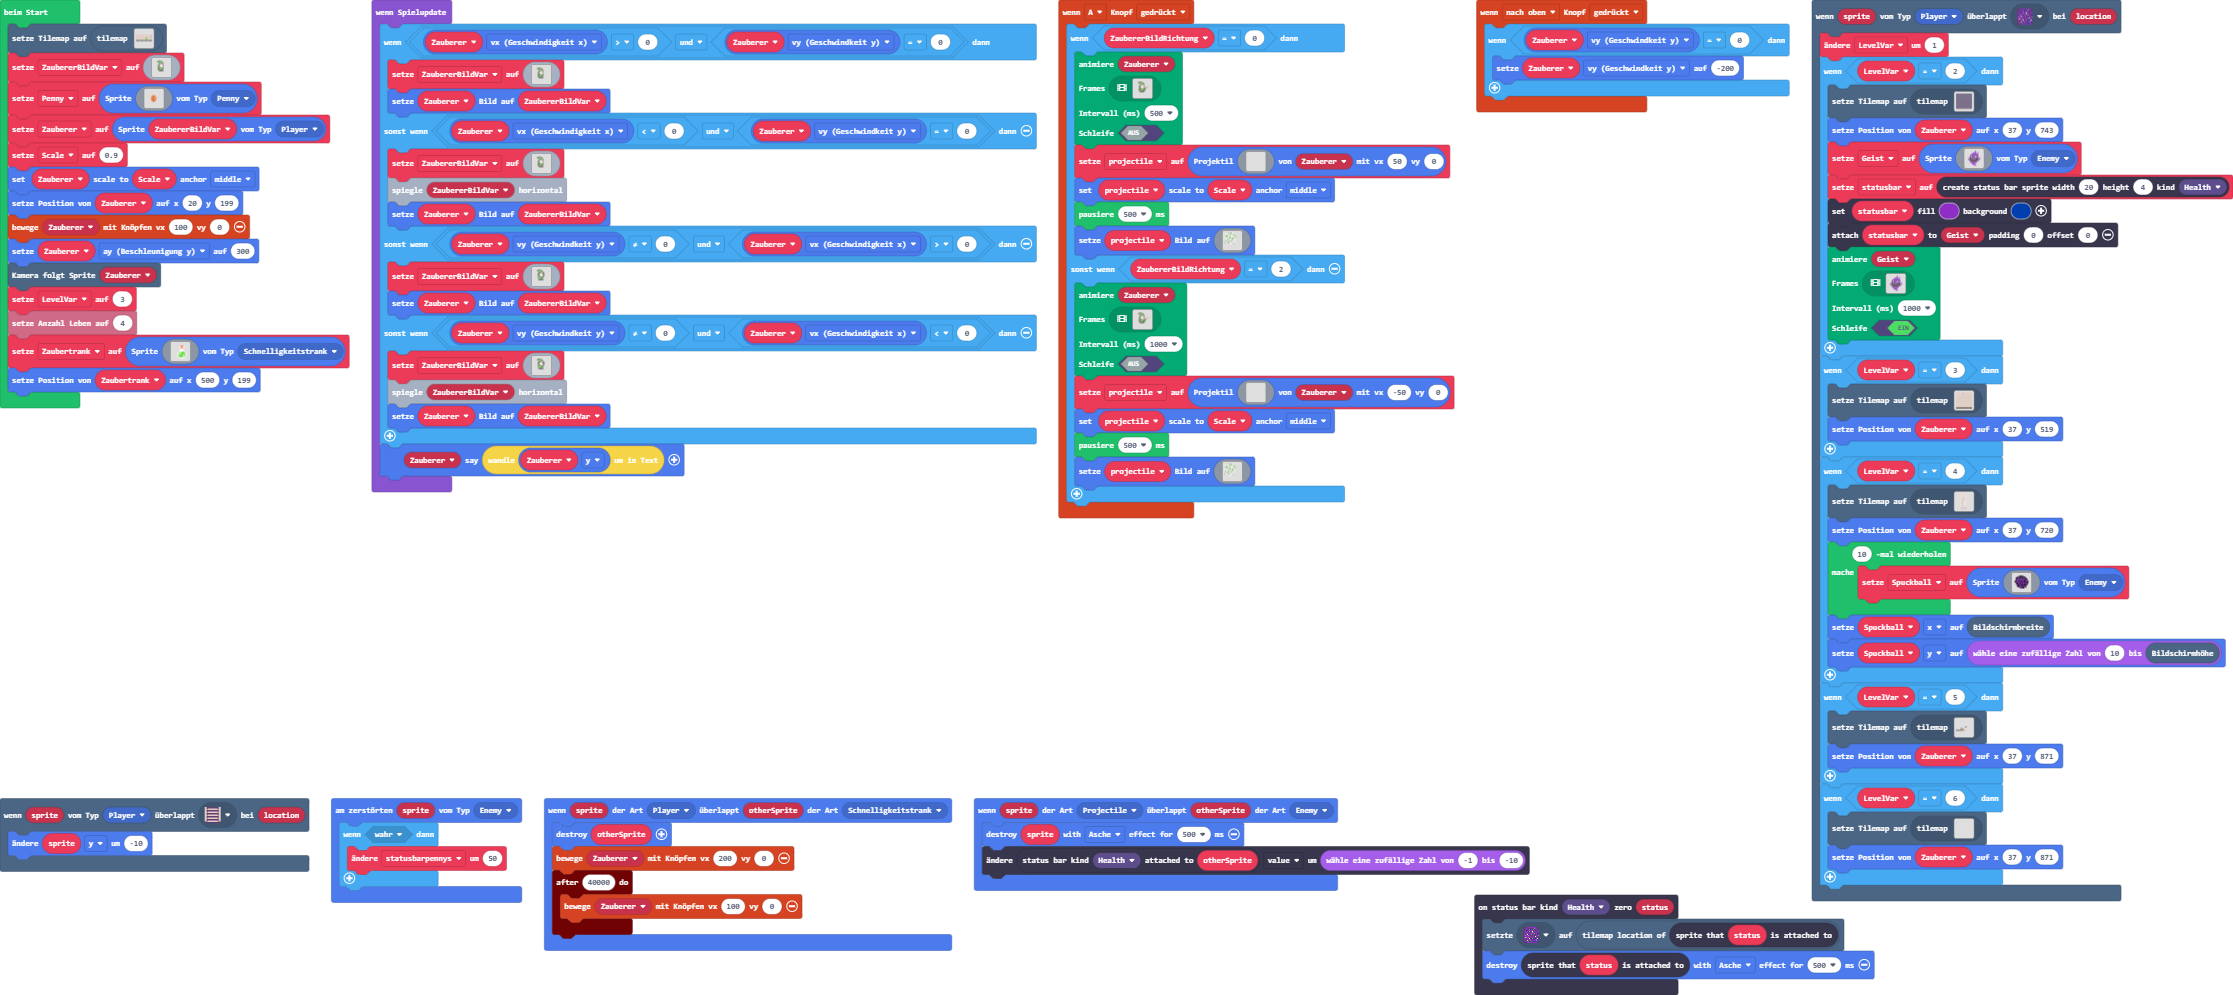 beim Start
setze Tilemap auf tilemap
setze ZaubererBildVar auf
setze Penny auf Sprite vom Typ Penny
setze Zauberer auf Sprite ZaubererBildVar vom Typ Player
setze Scale auf 0.9
set Zauberer scale to Scale anchor middle
setze Position von Zauberer auf x 20 y 199
bewege Zauberer mit Knöpfen vx 100 vy 0
setze Zauberer ay (Beschleunigung y) auf 300
Kamera folgt Sprite Zauberer
setze LevelVar auf 3
setze Anzahl Leben auf 4
setze Zaubertrank auf Sprite vom Typ Schnelligkeitstrank
setze Position von Zaubertrank auf x 500 y 199
wenn Spielupdate
wenn Zauberer vx (Geschwindigkeit x) > 0 und Zauberer vy (Geschwindkeit y) = 0 dann
setze ZaubererBildVar auf
setze Zauberer Bild auf ZaubererBildVar
sonst wenn Zauberer vx (Geschwindigkeit x) < 0 und Zauberer vy (Geschwindkeit y) = 0 dann
setze ZaubererBildVar auf
spiegle ZaubererBildVar horizontal
setze Zauberer Bild auf ZaubererBildVar
sonst wenn Zauberer vy (Geschwindkeit y) ≠ 0 und Zauberer vx (Geschwindigkeit x) > 0 dann
setze ZaubererBildVar auf
setze Zauberer Bild auf ZaubererBildVar
sonst wenn Zauberer vy (Geschwindkeit y) ≠ 0 und Zauberer vx (Geschwindigkeit x) < 0 dann
setze ZaubererBildVar auf
spiegle ZaubererBildVar horizontal
setze Zauberer Bild auf ZaubererBildVar
Zauberer say wandle Zauberer y um in Text
wenn A Knopf gedrückt
wenn ZaubererBildRichtung = 0 dann
animiere Zauberer
Frames
Intervall (ms) 500
Schleife AUS
setze projectile auf Projektil von Zauberer mit vx 50 vy 0
set projectile scale to Scale anchor middle
pausiere 500 ms
setze projectile Bild auf
sonst wenn ZaubererBildRichtung = 2 dann
animiere Zauberer
Frames
Intervall (ms) 1000
Schleife AUS
setze projectile auf Projektil von Zauberer mit vx -50 vy 0
set projectile scale to Scale anchor middle
pausiere 500 ms
setze projectile Bild auf
wenn nach oben Knopf gedrückt
wenn Zauberer vy (Geschwindkeit y) = 0 dann
setze Zauberer vy (Geschwindkeit y) auf -200
wenn sprite vom Typ Player überlappt bei location
ändere LevelVar um 1
wenn LevelVar = 2 dann
setze Tilemap auf tilemap
setze Position von Zauberer auf x 37 y 743
setze Geist auf Sprite vom Typ Enemy
setze statusbar auf create status bar sprite width 20 height 4 kind Health
set statusbar fill background
attach statusbar to Geist padding 0 offset 0
animiere Geist
Frames
Intervall (ms) 1000
Schleife EIN
wenn LevelVar = 3 dann
setze Tilemap auf tilemap
setze Position von Zauberer auf x 37 y 519
wenn LevelVar = 4 dann
setze Tilemap auf tilemap
setze Position von Zauberer auf x 37 y 720
10 -mal wiederholen
mache setze Spuckball auf Sprite vom Typ Enemy
setze Spuckball x auf Bildschirmbreite
setze Spuckball y auf wähle eine zufällige Zahl von 10 bis Bildschirmhöhe
wenn LevelVar = 5 dann
setze Tilemap auf tilemap
setze Position von Zauberer auf x 37 y 871
wenn LevelVar = 6 dann
setze Tilemap auf tilemap
setze Position von Zauberer auf x 37 y 871
wenn sprite vom Typ Player überlappt bei location
ändere sprite y um -10
am zerstörten sprite vom Typ Enemy
wenn wahr dann
ändere statusbarpennys um 50
wenn sprite der Art Player überlappt otherSprite der Art Schnelligkeitstrank
destroy otherSprite
bewege Zauberer mit Knöpfen vx 200 vy 0
after 40000 do
bewege Zauberer mit Knöpfen vx 100 vy 0
wenn sprite der Art Projectile überlappt otherSprite der Art Enemy
destroy sprite with Asche effect for 500 ms
ändere status bar kind Health attached to otherSprite value um wähle eine zufällige Zahl von -1 bis -10
on status bar kind Health zero status
setzte auf tilemap location of sprite that status is attached to
destroy sprite that status is attached to with Asche effect for 500 ms